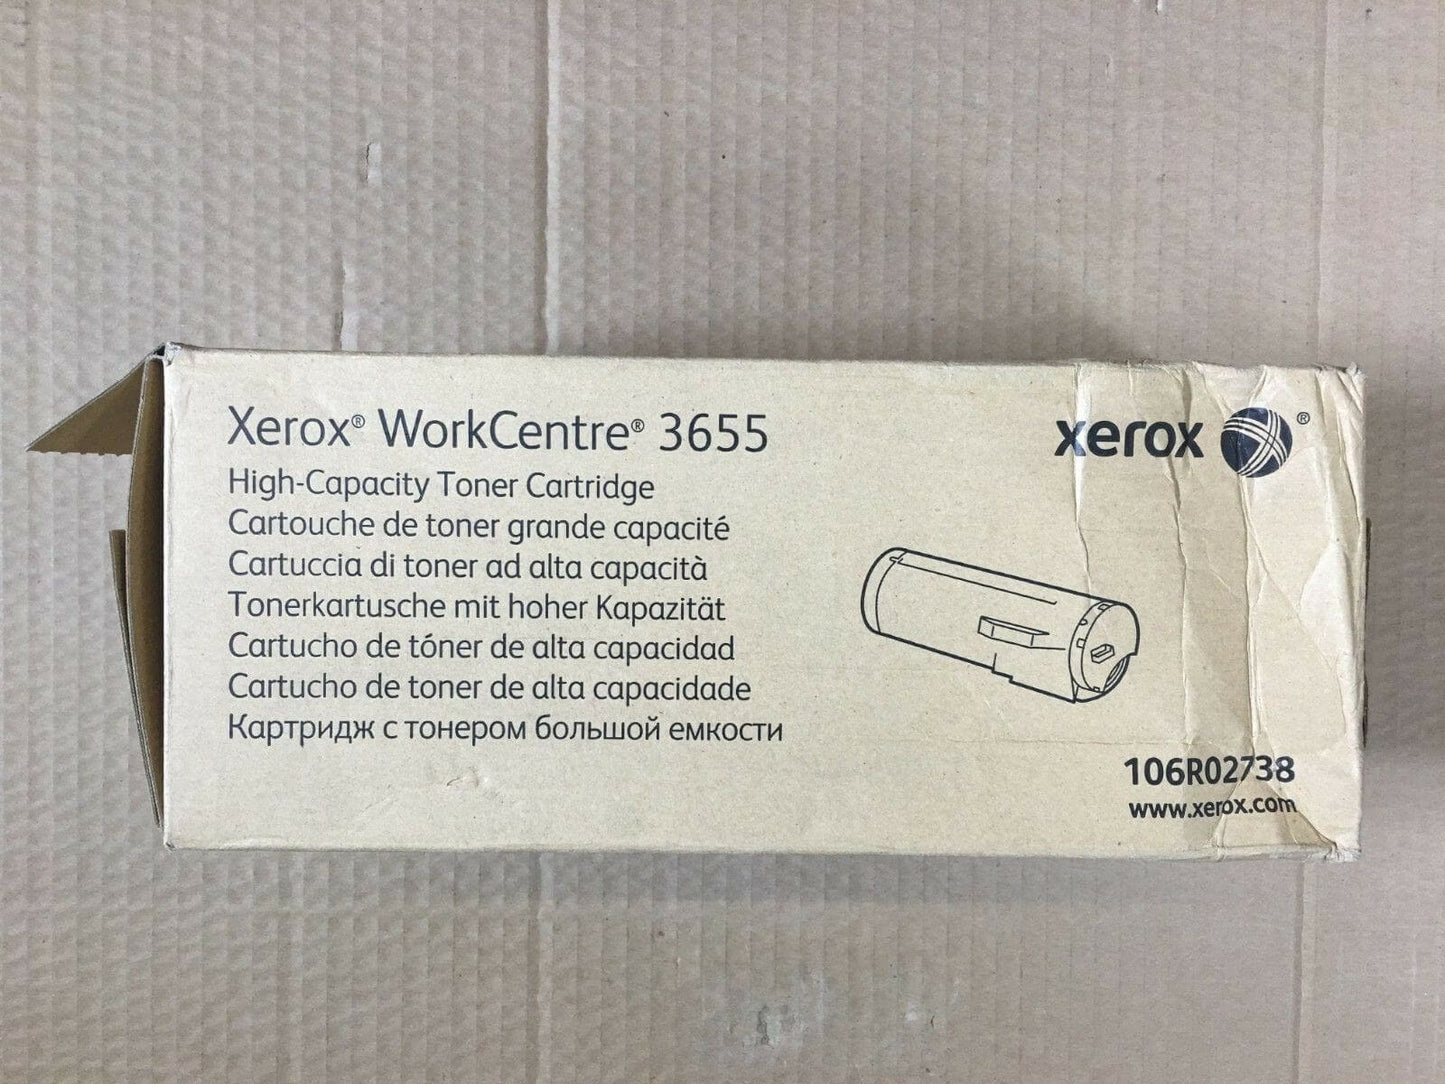 Xerox® WorkCentre® 3655
xerox ®
High-Capacity Toner Cartridge
Cartouche de toner grande capacité
Cartuccia di toner ad alta capacità
Tonerkartusche mit hoher Kapazität
Cartucho de tóner de alta capacidad
Cartucho de toner de alta capacidade
Картридж с тонером большой емкости
106R02738
www.xerox.com